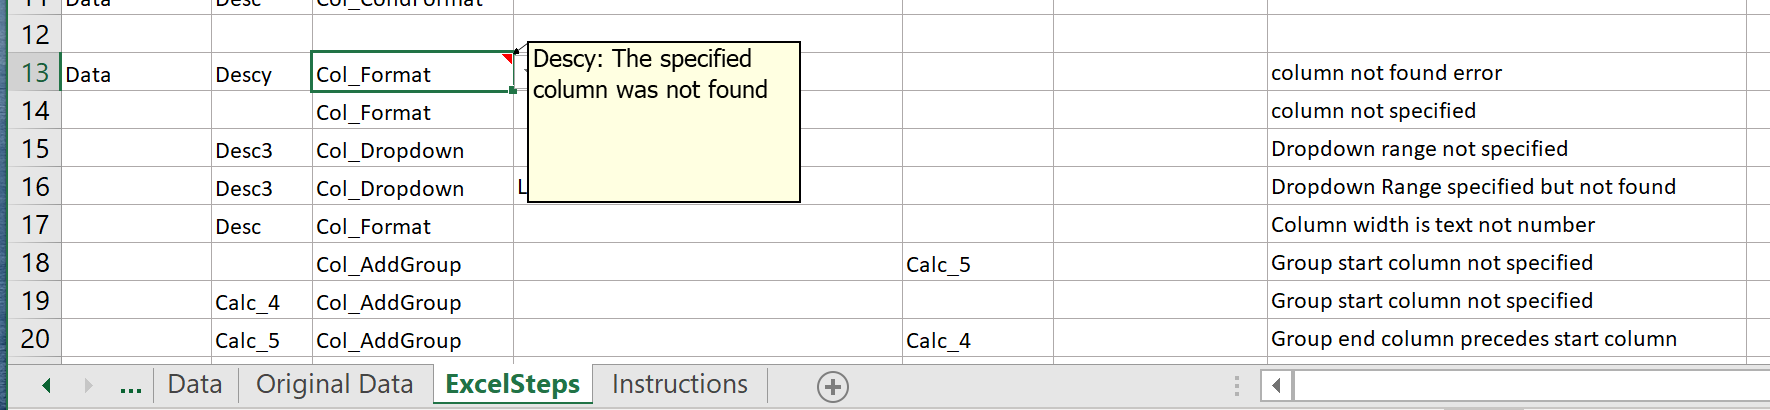 11 Data Desc Col_CondFormat
12
13 Data Descy Col_Format Descy: The specified column not found error
column was not found
14 Col_Format column not specified
15 Desc3 Col_Dropdown Dropdown range not specified
16 Desc3 Col_Dropdown L Dropdown Range specified but not found
17 Desc Col_Format Column width is text not number
18 Col_AddGroup Calc_5 Group start column not specified
19 Calc_4 Col_AddGroup Group start column not specified
20 Calc_5 Col_AddGroup Calc_4 Group end column precedes start column
... Data Original Data ExcelSteps Instructions